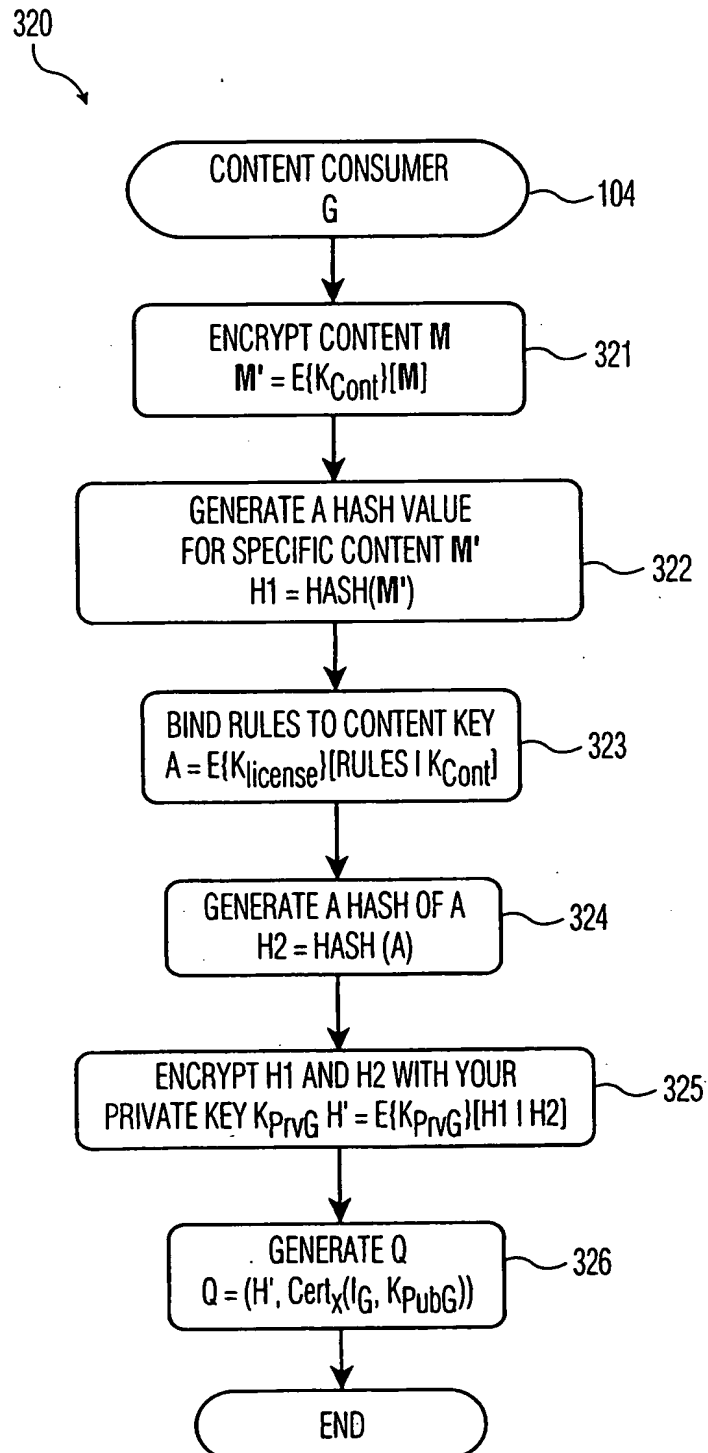 320
CONTENT CONSUMER
G
104
ENCRYPT CONTENT M
M' = E{KCont}[M]
321
GENERATE A HASH VALUE
FOR SPECIFIC CONTENT M'
H1 = HASH(M')
322
BIND RULES TO CONTENT KEY
A = E{Klicense}[RULES | KCont]
323
GENERATE A HASH OF A
H2 = HASH (A)
324
ENCRYPT H1 AND H2 WITH YOUR
PRIVATE KEY KPrvG H' = E{KPrvG}[H1 | H2]
325
GENERATE Q
Q = (H', Certx(IG, KPubG))
326
END